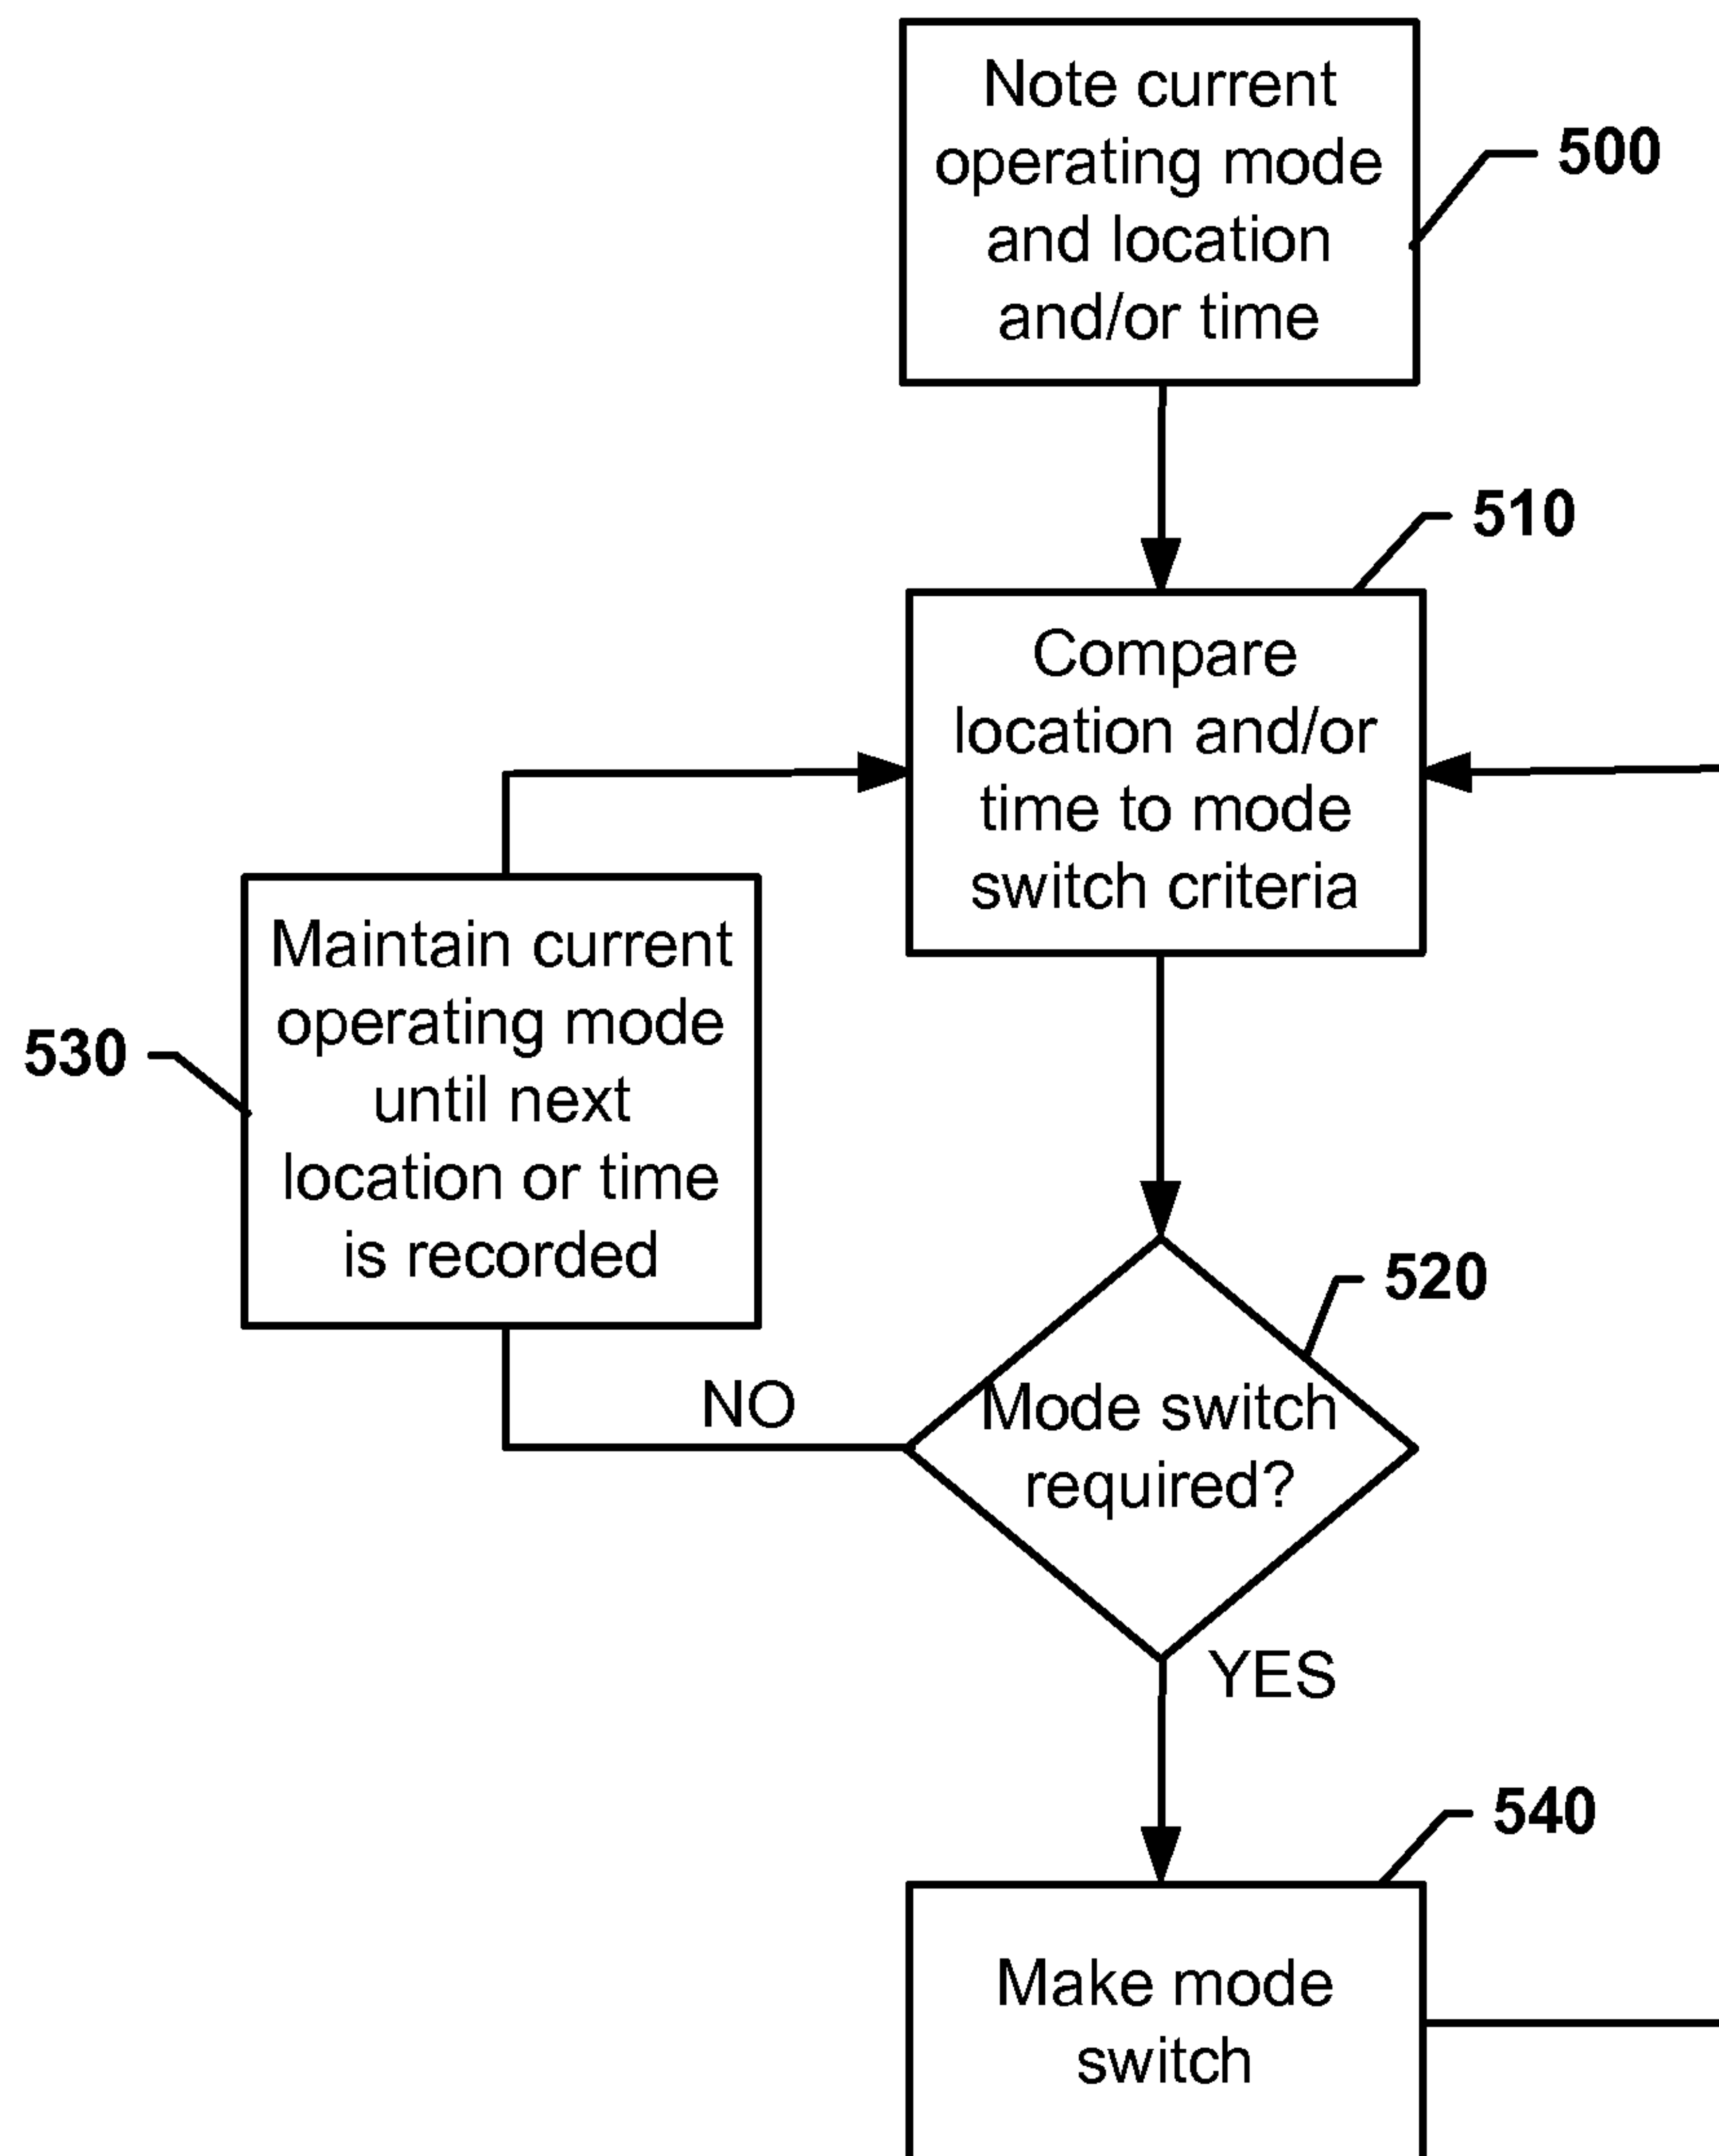 Note current
operating mode
and location
and/or time
500
510
Compare
location and/or
time to mode
switch criteria
Maintain current
operating mode
until next
location or time
is recorded
530
520
Mode switch
required?
NO
YES
540
Make mode
switch